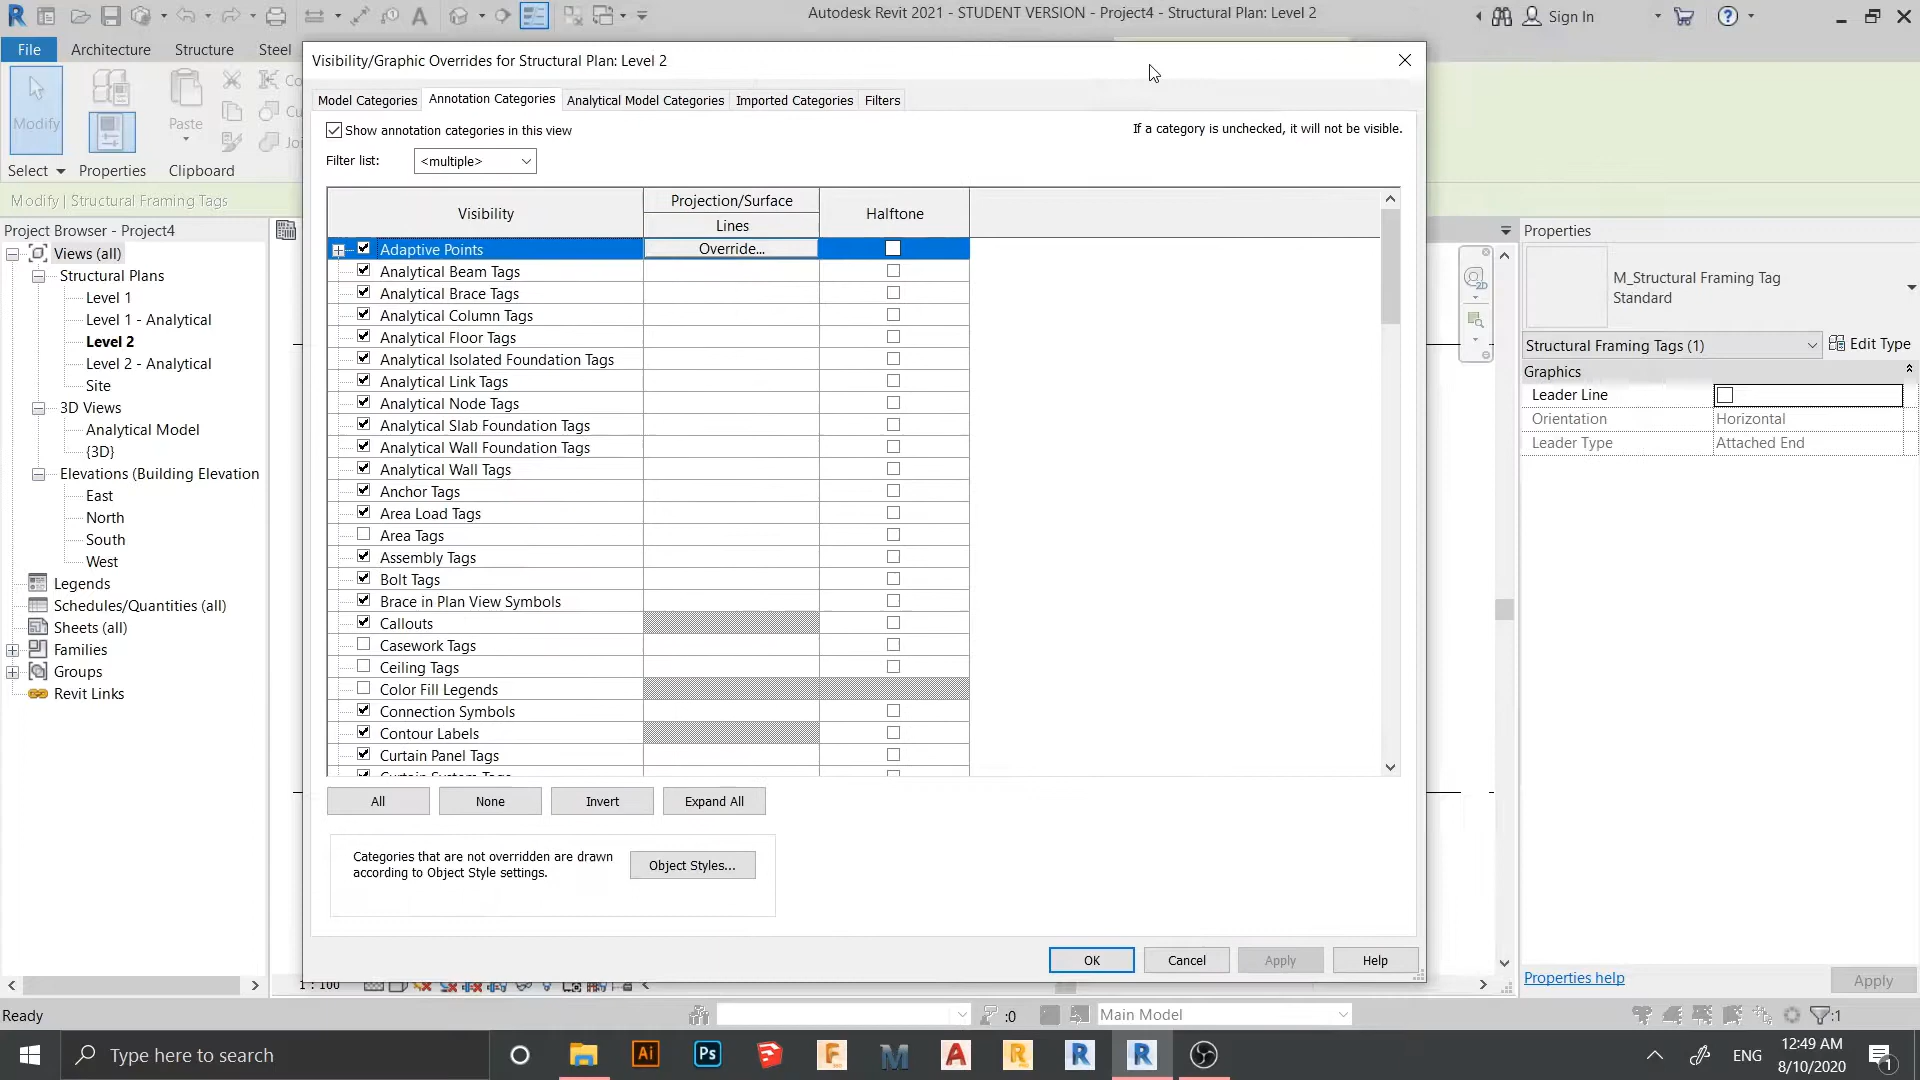 Autodesk Revit 2021 - STUDENT VERSION - Project4 - Structural Plan: Level 2
Sign In
File
Architecture
Structure
Steel
Modify
Paste
Select
Properties
Clipboard
Modify | Structural Framing Tags
Project Browser - Project4
Views (all)
Structural Plans
Level 1
Level 1 - Analytical
Level 2
Level 2 - Analytical
Site
3D Views
Analytical Model
{3D}
Elevations (Building Elevation
East
North
South
West
Legends
Schedules/Quantities (all)
Sheets (all)
Families
Groups
Revit Links
Visibility/Graphic Overrides for Structural Plan: Level 2
Model Categories
Annotation Categories
Analytical Model Categories
Imported Categories
Filters
Show annotation categories in this view
If a category is unchecked, it will not be visible.
Filter list:
<multiple>
Visibility
Projection/Surface
Lines
Halftone
Adaptive Points
Override...
Analytical Beam Tags
Analytical Brace Tags
Analytical Column Tags
Analytical Floor Tags
Analytical Isolated Foundation Tags
Analytical Link Tags
Analytical Node Tags
Analytical Slab Foundation Tags
Analytical Wall Foundation Tags
Analytical Wall Tags
Anchor Tags
Area Load Tags
Area Tags
Assembly Tags
Bolt Tags
Brace in Plan View Symbols
Callouts
Casework Tags
Ceiling Tags
Color Fill Legends
Connection Symbols
Contour Labels
Curtain Panel Tags
All
None
Invert
Expand All
Categories that are not overridden are drawn
according to Object Style settings.
Object Styles...
OK
Cancel
Apply
Help
Properties
M_Structural Framing Tag
Standard
Structural Framing Tags (1)
Edit Type
Graphics
Leader Line
Orientation
Horizontal
Leader Type
Attached End
Properties help
Apply
1 : 100
Ready
:0
Main Model
:1
Type here to search
ENG
12:49 AM
8/10/2020
1